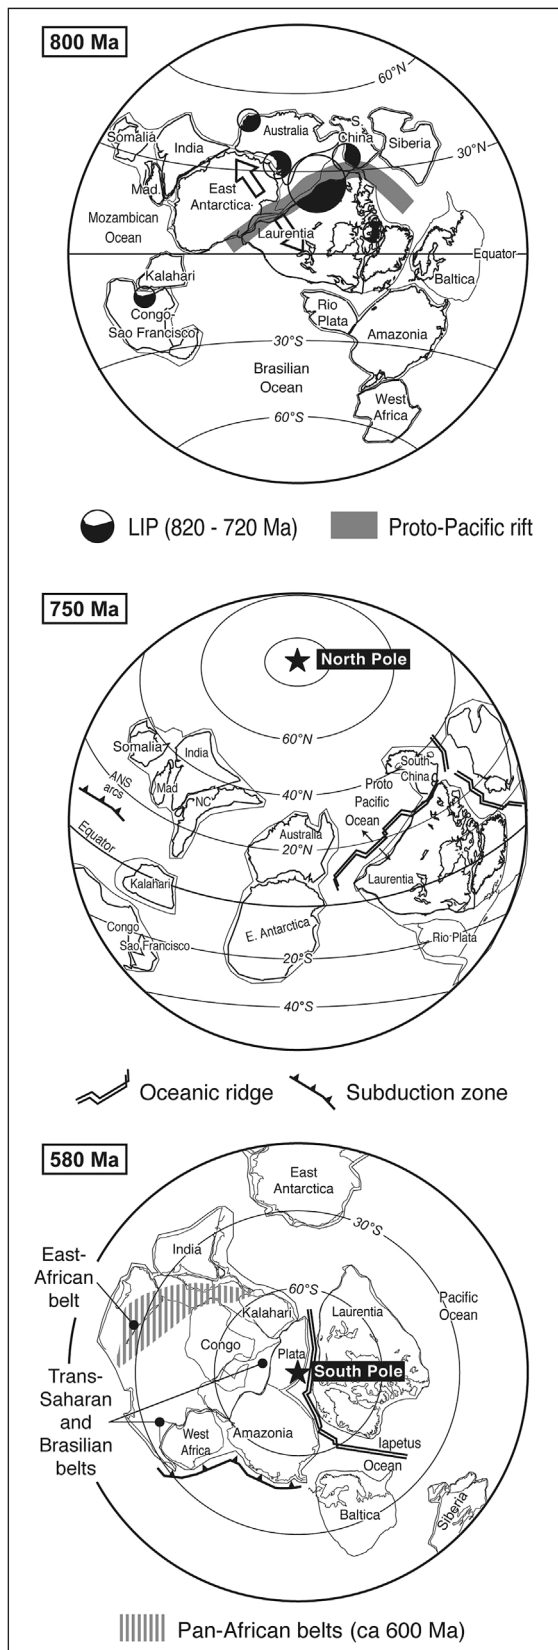 800 Ma
60°N
Somalia
India
Australia
S.
China
Siberia
30°N
Mad.
East
Antarctica
Mozambican
Ocean
Laurentia
Equator
Baltica
Kalahari
Congo-
Sao Francisco
Rio
Plata
Amazonia
30°S
Brasilian
Ocean
West
Africa
60°S
LIP (820 - 720 Ma)
Proto-Pacific rift
750 Ma
North Pole
60°N
Somalia
India
South
China
ANS
arcs
Mad
NC
40°N
Proto
Pacific
Ocean
Australia
20°N
Equator
Kalahari
Laurentia
Congo
Sao Francisco
E. Antarctica
Rio Plata
20°S
40°S
Oceanic ridge
Subduction zone
580 Ma
East
Antarctica
30°S
India
East-
African
belt
60°S
Kalahari
Laurentia
Pacific
Ocean
Congo
Plata
South Pole
Trans-
Saharan
and
Brasilian
belts
West
Africa
Amazonia
Iapetus
Ocean
Baltica
Siberia
Pan-African belts (ca 600 Ma)